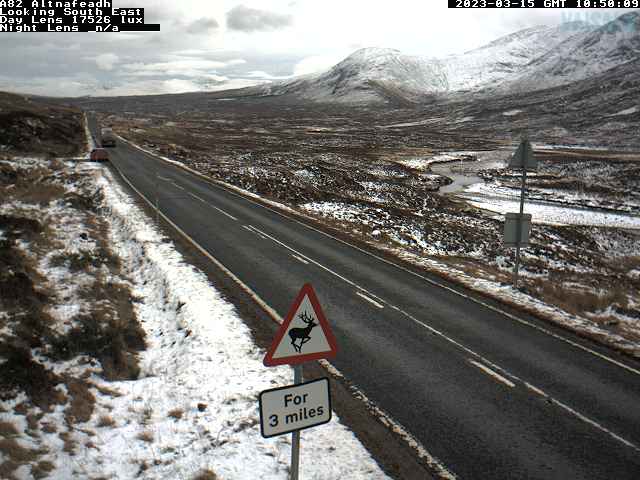 A82 Altnafeadh
Looking South East
Day Lens 17526 lux
Night Lens n/a
2023-03-15 GMT 10:50:09
VAISALA
For
3 miles